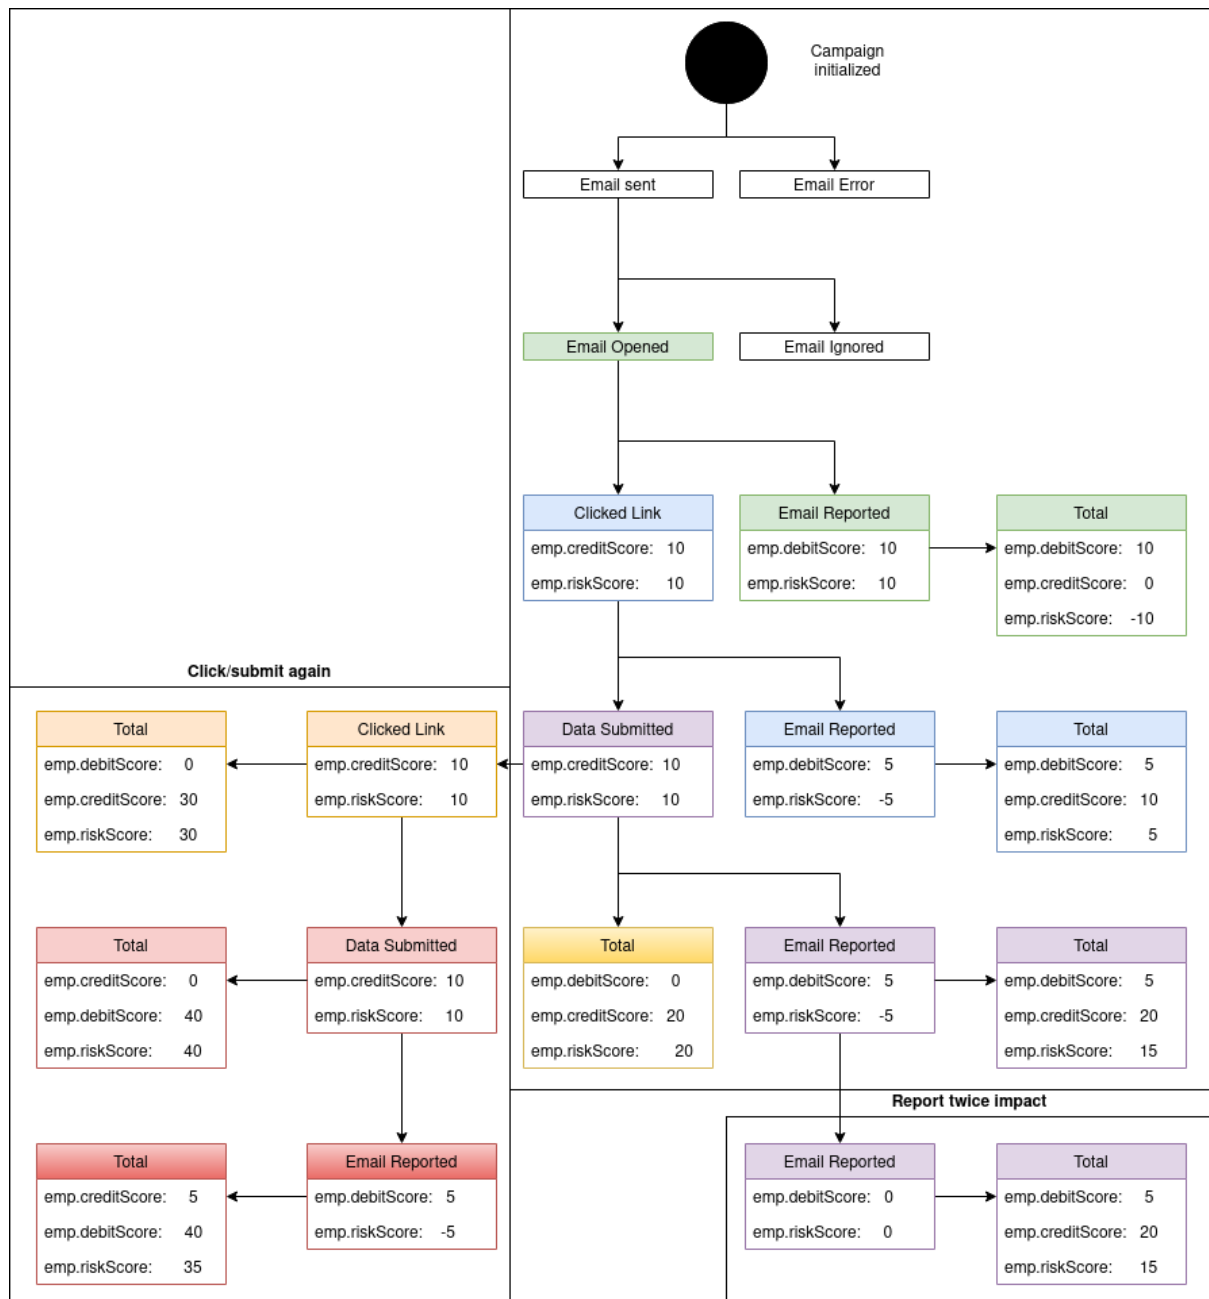 Campaign
initialized
Email sent
Email Error
Email Opened
Email Ignored
Clicked Link
emp.creditScore: 10
emp.riskScore: 10
Email Reported
emp.debitScore: 10
emp.riskScore: 10
Total
emp.debitScore: 10
emp.creditScore: 0
emp.riskScore: -10
Click/submit again
Total
emp.debitScore: 0
emp.creditScore: 30
emp.riskScore: 30
Clicked Link
emp.creditScore: 10
emp.riskScore: 10
Data Submitted
emp.creditScore: 10
emp.riskScore: 10
Email Reported
emp.debitScore: 5
emp.riskScore: -5
Total
emp.debitScore: 5
emp.creditScore: 10
emp.riskScore: 5
Total
emp.creditScore: 0
emp.debitScore: 40
emp.riskScore: 40
Data Submitted
emp.creditScore: 10
emp.riskScore: 10
Total
emp.debitScore: 0
emp.creditScore: 20
emp.riskScore: 20
Email Reported
emp.debitScore: 5
emp.riskScore: -5
Total
emp.debitScore: 5
emp.creditScore: 20
emp.riskScore: 15
Report twice impact
Total
emp.creditScore: 5
emp.debitScore: 40
emp.riskScore: 35
Email Reported
emp.debitScore: 5
emp.riskScore: -5
Email Reported
emp.debitScore: 0
emp.riskScore: 0
Total
emp.debitScore: 5
emp.creditScore: 20
emp.riskScore: 15